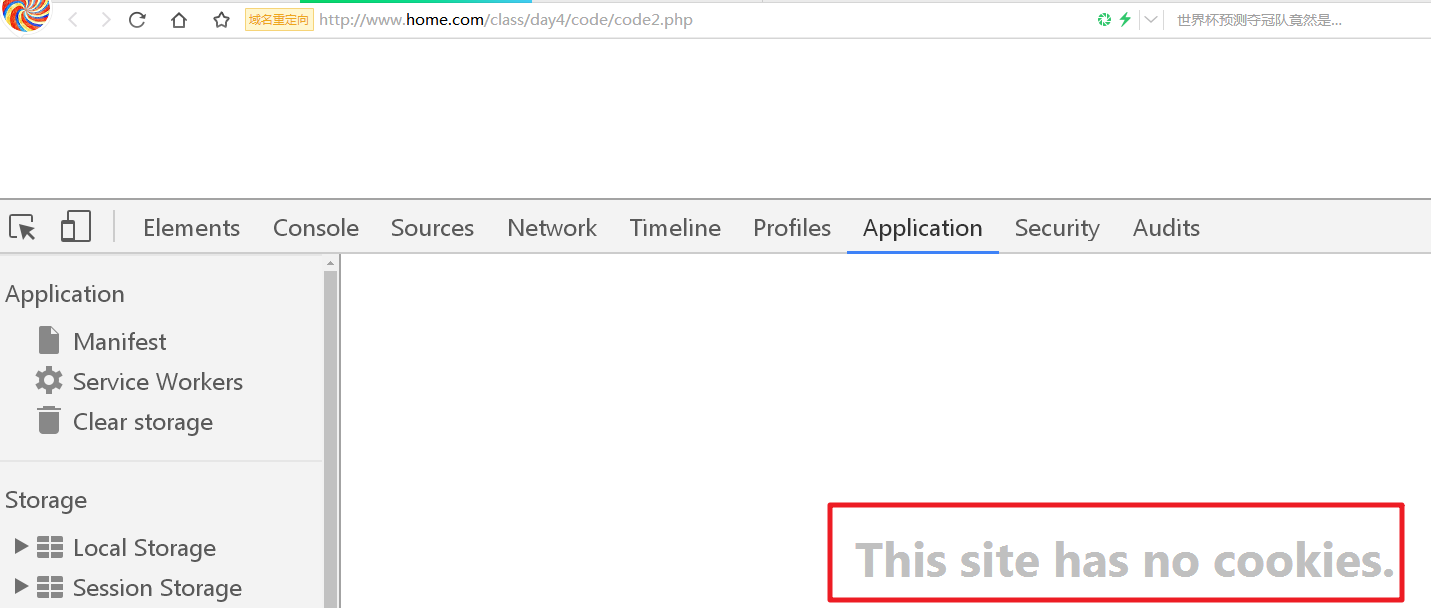 域名重定向 http://www.home.com/class/day4/code/code2.php 世界杯预测夺冠队竟然是...
Elements Console Sources Network Timeline Profiles Application Security Audits
Application
Manifest
Service Workers
Clear storage
Storage
Local Storage
This site has no cookies.
Session Storage